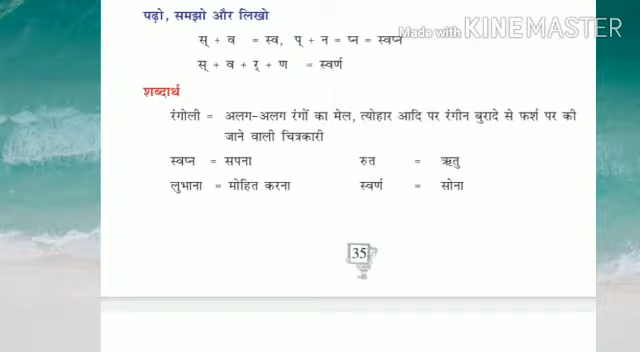 पढ़ो, समझो और लिखो
Made with KINEMASTER
स् + व = स्व, प् + न = प्न = स्वप्न
स् + व + र् + ण = स्वर्ण
शब्दार्थ
रंगोली = अलग-अलग रंगों का मेल, त्योहार आदि पर रंगीन बुरादे से फर्श पर की
जाने वाली चित्रकारी
स्वप्न = सपना रुत = ऋतु
लुभाना = मोहित करना स्वर्ण = सोना
35